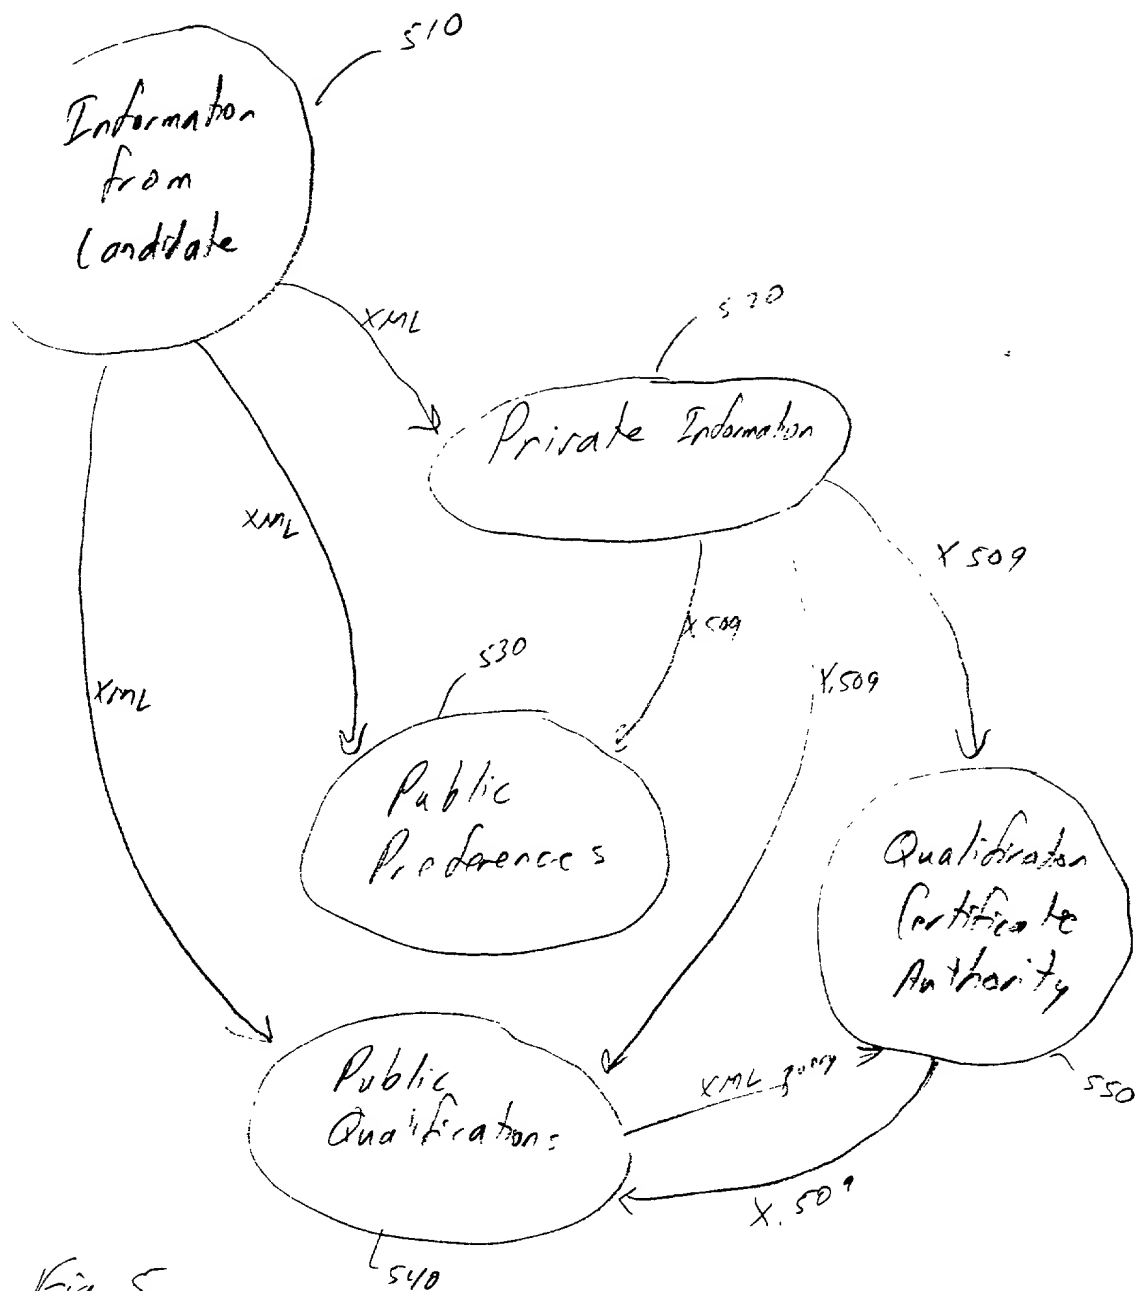 510
Information
from
Candidate
XML
520
Private Information
XML
X 509
X 509
530
X.509
XML
Public
Preferences
Qualification
Certificate
Authority
Public
Qualifications
XML query
550
X.509
540
Fig 5